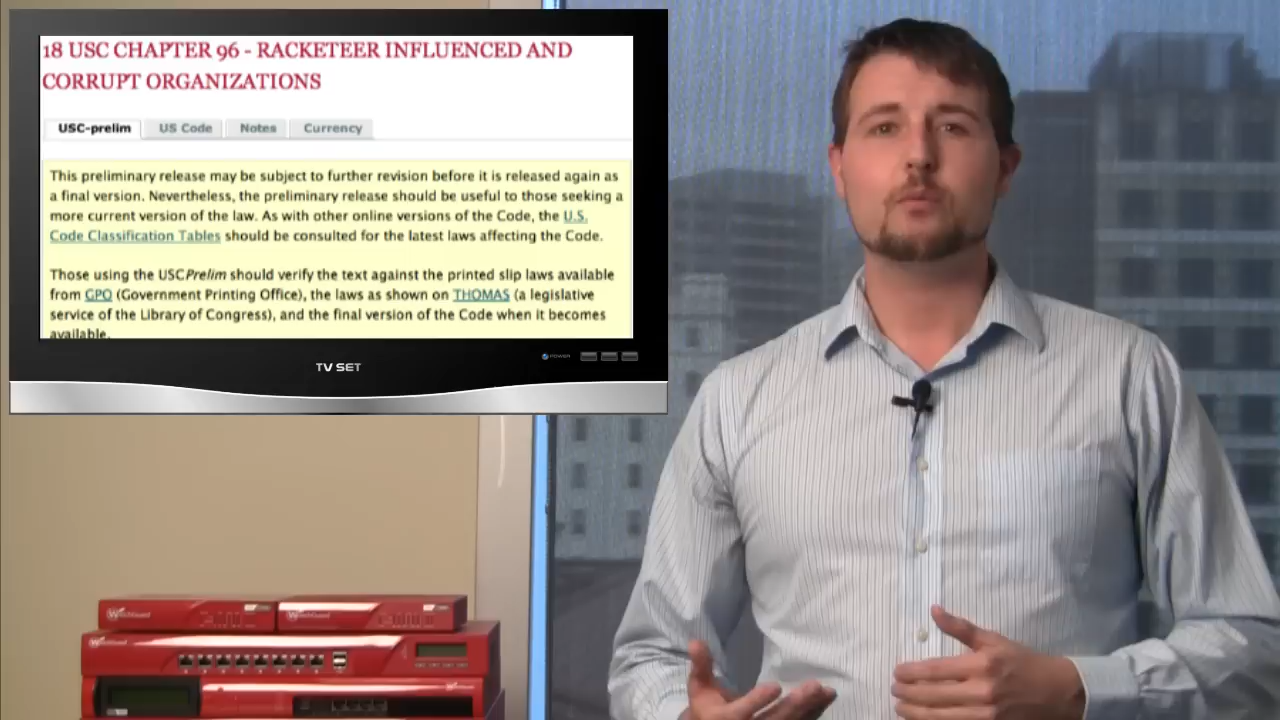 18 USC CHAPTER 96 - RACKETEER INFLUENCED AND
CORRUPT ORGANIZATIONS
USC-prelim US Code Notes Currency
This preliminary release may be subject to further revision before it is released again as
a final version. Nevertheless, the preliminary release should be useful to those seeking a
more current version of the law. As with other online versions of the Code, the U.S.
Code Classification Tables should be consulted for the latest laws affecting the Code.
Those using the USCPrelim should verify the text against the printed slip laws available
from GPO (Government Printing Office), the laws as shown on THOMAS (a legislative
service of the Library of Congress), and the final version of the Code when it becomes
available.
POWER
TV SET
WatchGuard
WatchGuard
WatchGuard